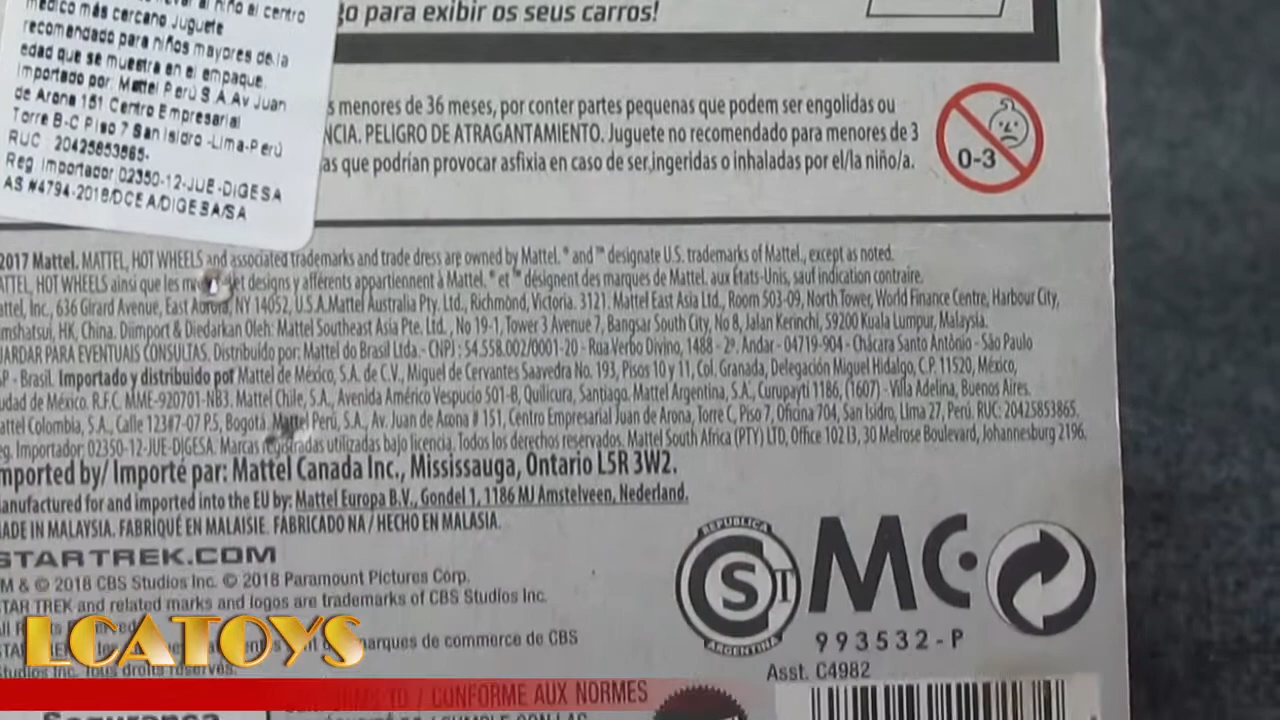 al niño al centro
médico más cercano Juguete
recomendado para niños mayores de la
edad que se muestra en el empaque.
Importado por: Mattel Perú S A Av Juan
de Arona 151 Centro Empresarial
Torre B-C Piso 7 San Isidro -Lima-Perú
RUC : 20425853865-
Reg. Importador 02350-12-JUE-DIGESA
AS #4794-2018/DCEA/DIGESA/SA
go para exibir os seus carros!
s menores de 36 meses, por conter partes pequenas que podem ser engolidas ou
NCIA. PELIGRO DE ATRAGANTAMIENTO. Juguete no recomendado para menores de 3
as que podrían provocar asfixia en caso de ser ingeridas o inhaladas por el/la niño/a.
0-3
2017 Mattel. MATTEL, HOT WHEELS and associated trademarks and trade dress are owned by Mattel. ® and ™ designate U.S. trademarks of Mattel., except as noted.
ATTEL, HOT WHEELS ainsi que les et designs y afférents appartiennent à Mattel. ® et ™ désignent des marques de Mattel. aux États-Unis, sauf indication contraire.
attel, Inc., 636 Girard Avenue, East Aurora, NY 14052, U.S.A.Mattel Australia Pty. Ltd., Richmond, Victoria. 3121. Mattel East Asia Ltd., Room 503-09, North Tower, World Finance Centre, Harbour City,
imshatsui, HK, China. Diimport & Diedarkan Oleh: Mattel Southeast Asia Pte. Ltd. , No 19-1, Tower 3 Avenue 7, Bangsar South City, No 8, Jalan Kerinchi, 59200 Kuala Lumpur, Malaysia.
UARDAR PARA EVENTUAIS CONSULTAS. Distribuido por: Mattel do Brasil Ltda.- CNPJ : 54.558.002/0001-20 - Rua Verbo Divino, 1488 - 2º. Andar - 04719-904 - Chácara Santo Antônio - São Paulo
SP - Brasil. Importado y distribuido por Mattel de México, S.A. de C.V., Miguel de Cervantes Saavedra No. 193, Pisos 10 y 11, Col. Granada, Delegación Miguel Hidalgo, C.P. 11520, México,
udad de México. R.F.C. MME-920701-NB3. Mattel Chile, S.A., Avenida Américo Vespucio 501-B, Quilicura, Santiago. Mattel Argentina, S.A., Curupayti 1186, (1607) - Villa Adelina, Buenos Aires.
attel Colombia, S.A., Calle 123#7-07 P.5, Bogotá. Mattel Perú, S.A., Av. Juan de Arona # 151, Centro Empresarial Juan de Arona, Torre C, Piso 7, Oficina 704, San Isidro, Lima 27, Perú. RUC: 20425853865.
eg. Importador: 02350-12-JUE-DIGESA. Marcas registradas utilizadas bajo licencia. Todos los derechos reservados. Mattel South Africa (PTY) LTD, Office 102 I3, 30 Melrose Boulevard, Johannesburg 2196.
mported by/ Importé par: Mattel Canada Inc., Mississauga, Ontario L5R 3W2.
anufactured for and imported into the EU by: Mattel Europa B.V., Gondel 1, 1186 MJ Amstelveen, Nederland.
ADE IN MALAYSIA. FABRIQUÉ EN MALAISIE. FABRICADO NA / HECHO EN MALASIA.
STARTREK.COM
M & © 2018 CBS Studios Inc. © 2018 Paramount Pictures Corp.
TAR TREK and related marks and logos are trademarks of CBS Studios Inc.
arques de commerce de CBS
Studios Inc. Tous droits réservés.
REPUBLICA
S T
ARGENTINA
MC
993532-P
Asst. C4982
LCATOYS
/ CONFORME AUX NORMES